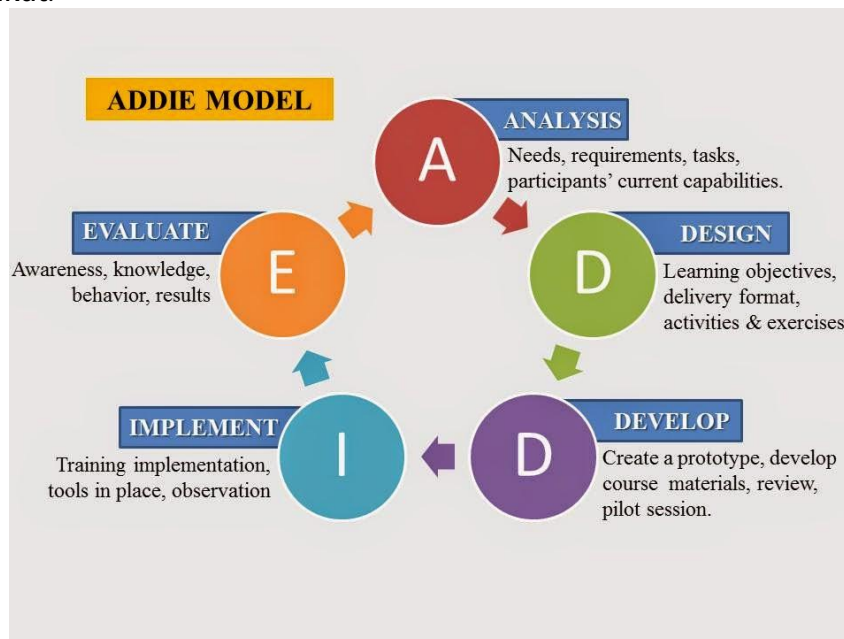 ADDIE MODEL
A
ANALYSIS
Needs, requirements, tasks,
participants' current capabilities.
D
DESIGN
Learning objectives,
delivery format,
activities & exercises
D
DEVELOP
Create a prototype, develop
course materials, review,
pilot session.
I
IMPLEMENT
Training implementation,
tools in place, observation
E
EVALUATE
Awareness, knowledge,
behavior, results